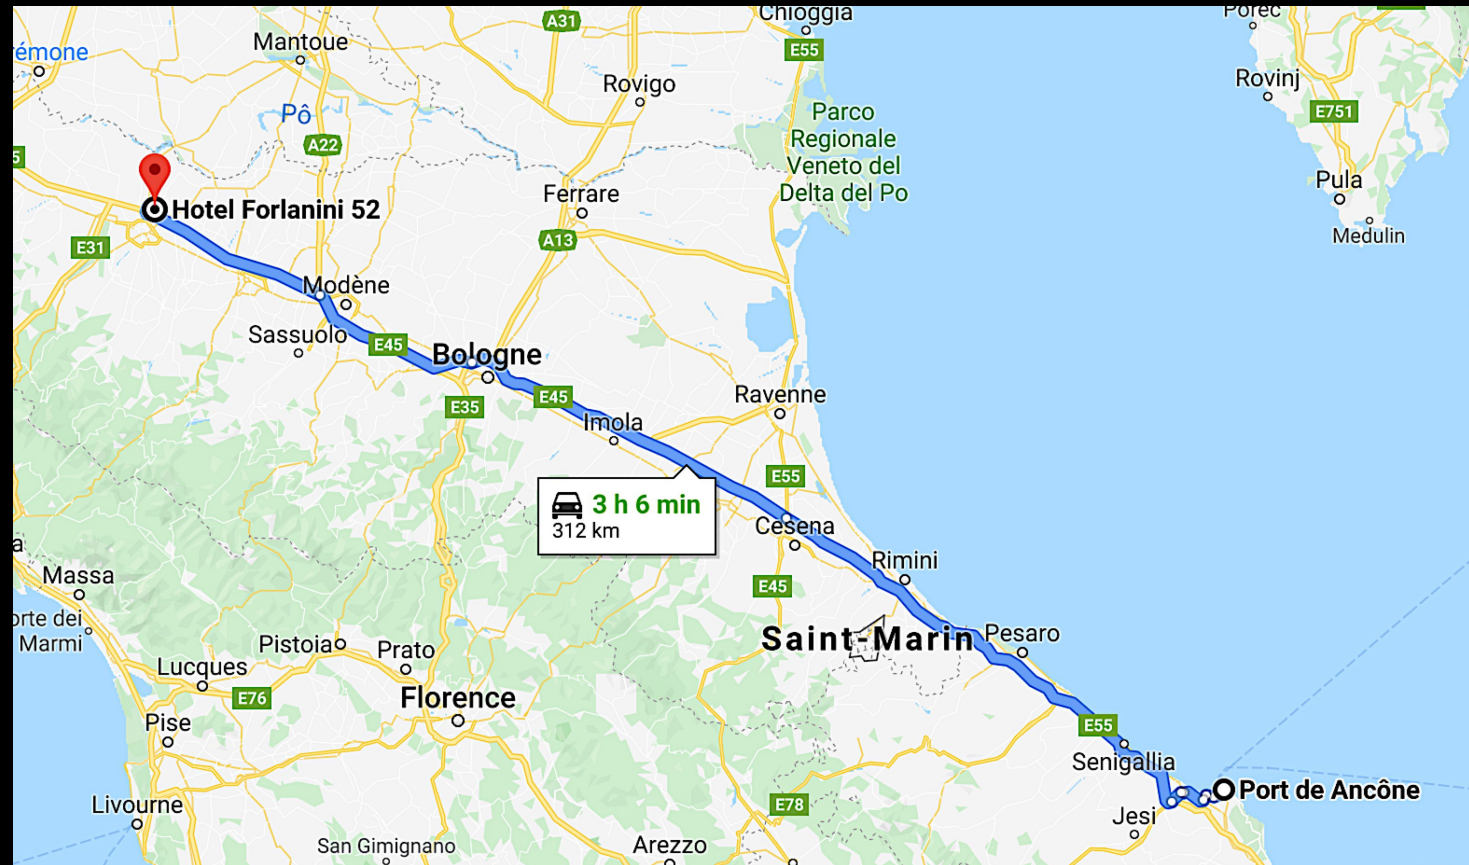 Chioggia
Porec
A31
Mantoue
E55
émone
Rovigo
Rovinj
Pô
Parco
Regionale
Veneto del
Delta del Po
E751
A22
5
Ferrare
Pula
Hotel Forlanini 52
Medulin
E31
A13
Modène
Sassuolo
E45
Bologne
E45
Ravenne
E35
Imola
E55
3 h 6 min
312 km
Cesena
a
Rimini
Massa
E45
orte dei
Marmi
Saint-Marin
Pesaro
Pistoia
Prato
Lucques
E76
Florence
Pise
E55
Senigallia
Port de Ancône
Livourne
E78
Jesi
San Gimignano
Arezzo